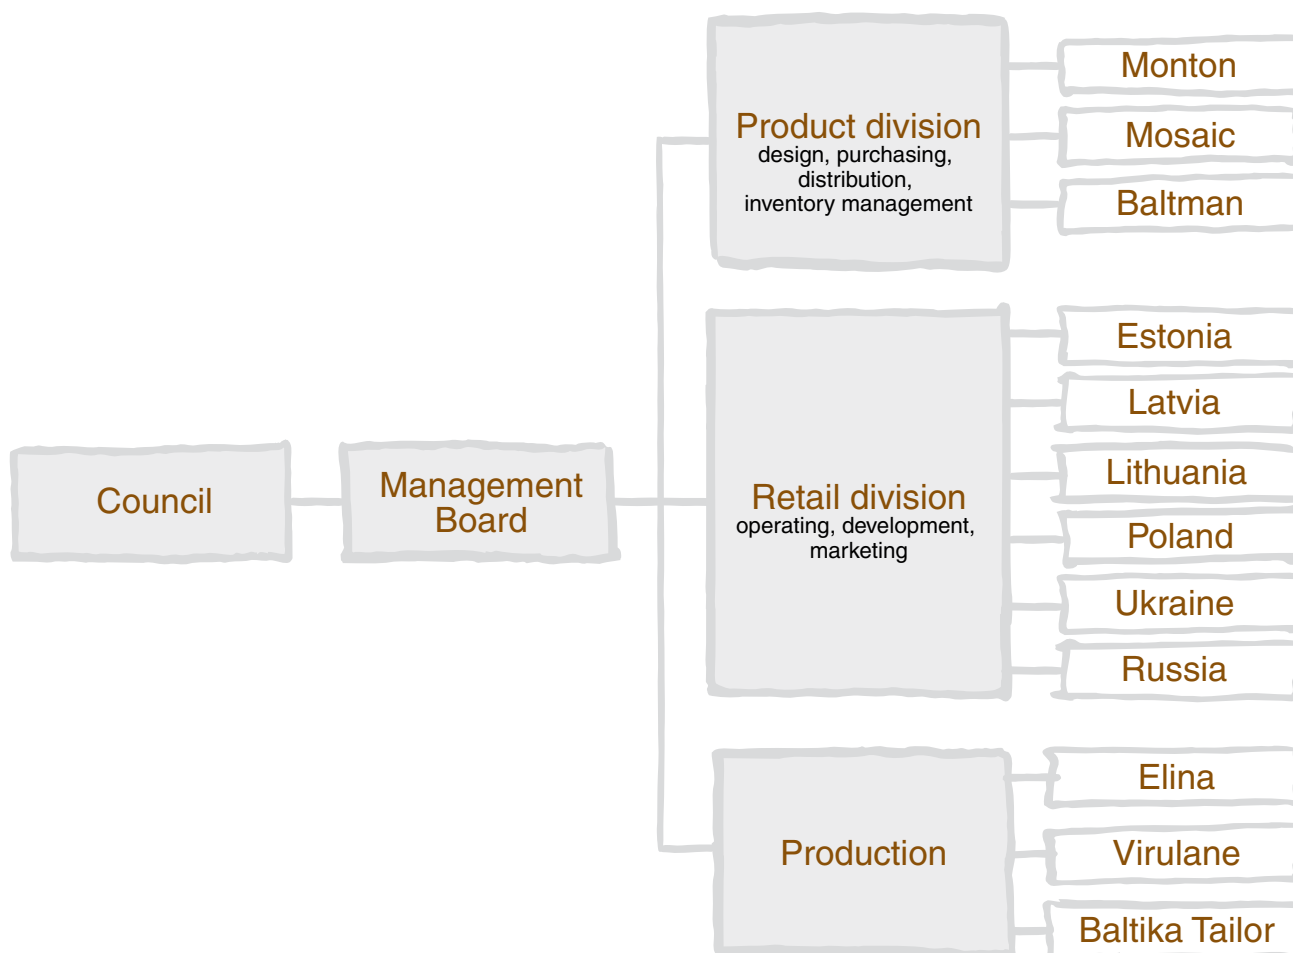 Council
Management
Board
Product division
design, purchasing,
distribution,
inventory management
Monton
Mosaic
Baltman
Retail division
operating, development,
marketing
Estonia
Latvia
Lithuania
Poland
Ukraine
Russia
Production
Elina
Virulane
Baltika Tailor